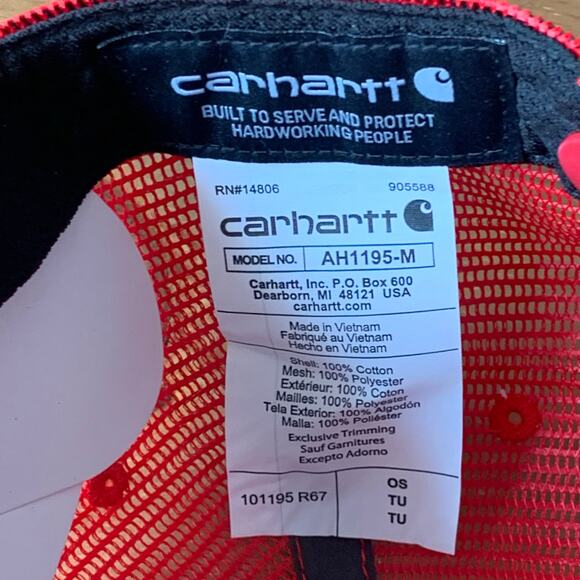 carhartt
BUILT TO SERVE AND PROTECT
HARDWORKING PEOPLE
RN#14806 905588
carhartt
MODEL NO. AH1195-M
Carhartt, Inc. P.O. Box 600
Dearborn, MI 48121 USA
carhartt.com
Made in Vietnam
Fabriqué au Vietnam
Hecho en Vietnam
Shell: 100% Cotton
Mesh: 100% Polyester
Extérieur: 100% Coton
Mailles: 100% Polyester
Tela Exterior: 100% Algodón
Malla: 100% Poliéster
Exclusive Trimming
Sauf Garnitures
Excepto Adorno
101195 R67
OS
TU
TU